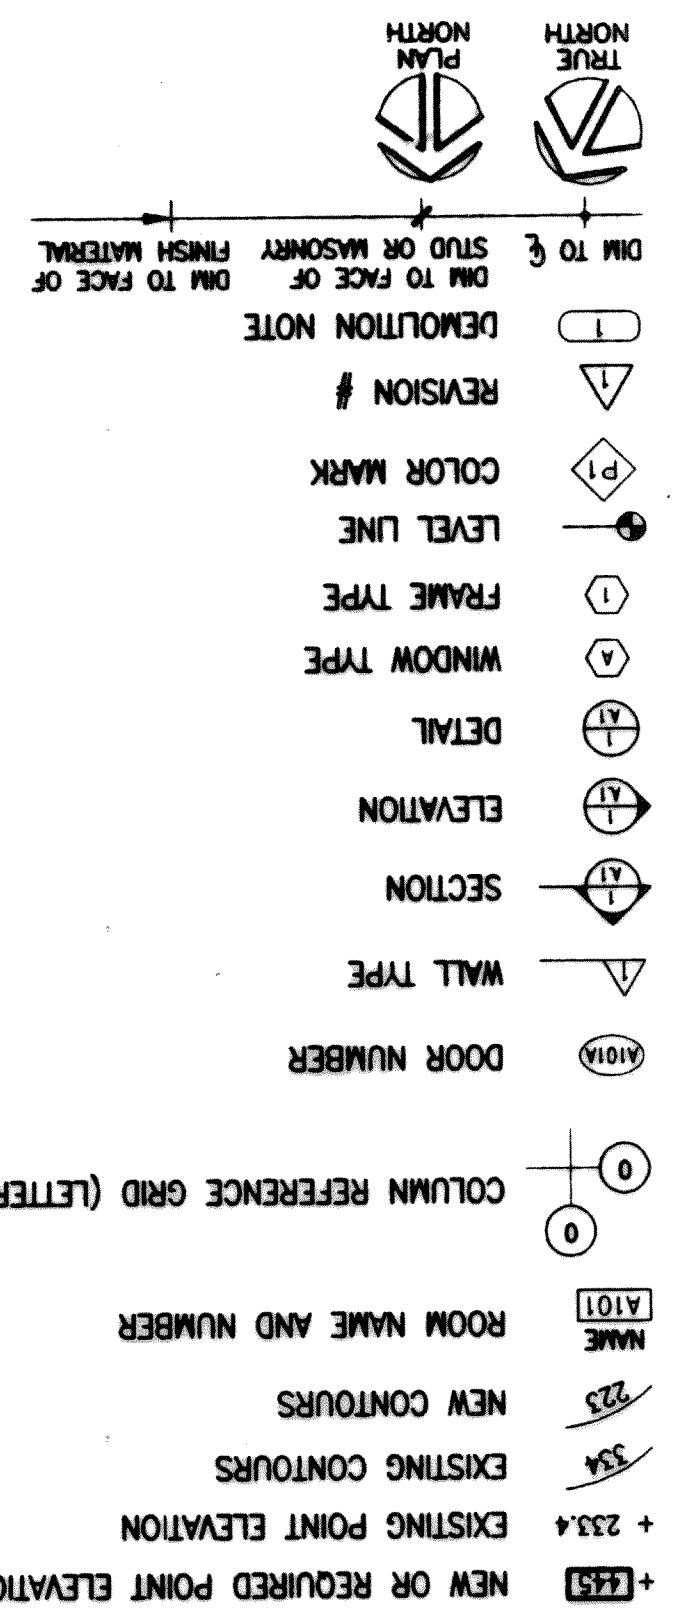 + 445 NEW OR REQUIRED POINT ELEVATIO
+ 233.4 EXISTING POINT ELEVATION
334 EXISTING CONTOURS
223 NEW CONTOURS
NAME
A101 ROOM NAME AND NUMBER
0
0 COLUMN REFERENCE GRID (LETTER
A101A DOOR NUMBER
1 WALL TYPE
1
A1.1 SECTION
1
A1.1 ELEVATION
1
A1.1 DETAIL
A WINDOW TYPE
1 FRAME TYPE
LEVEL LINE
P1 COLOR MARK
1 REVISION #
1 DEMOLITION NOTE
DIM TO ℄
DIM TO FACE OF
STUD OR MASONRY
DIM TO FACE OF
FINISH MATERIAL
TRUE
NORTH
PLAN
NORTH